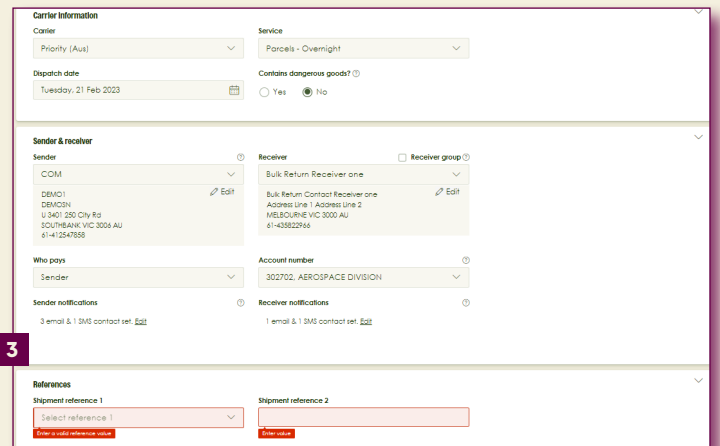 Carrier Information
Carrier
Service
Priority (Aus)
Parcels - Overnight
Dispatch date
Contains dangerous goods? ?
Tuesday, 21 Feb 2023
Yes
No
Sender & receiver
Sender ?
Receiver
Receiver group ?
COM
Bulk Return Receiver one
Edit
DEMO1
DEMOSN
U 3401 250 City Rd
SOUTHBANK VIC 3006 AU
61-412547858
Edit
Bulk Return Contact Receiver one
Address Line 1 Address Line 2
MELBOURNE VIC 3000 AU
61-435822966
Who pays
Account number ?
Sender
302702, AEROSPACE DIVISION
Sender notifications ?
Receiver notifications ?
3 email & 1 SMS contact set. Edit
1 email & 1 SMS contact set. Edit
3
References
Shipment reference 1
Shipment reference 2
Select reference 1
Enter a valid reference value
Enter value